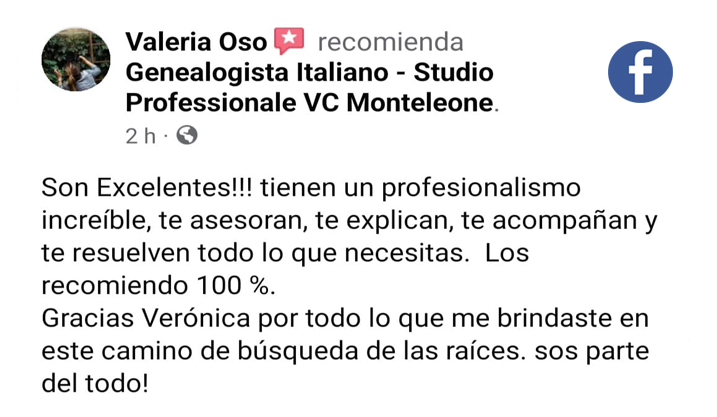 Valeria Oso recomienda
Genealogista Italiano - Studio
Professionale VC Monteleone.
2 h ·
Son Excelentes!!! tienen un profesionalismo
increíble, te asesoran, te explican, te acompañan y
te resuelven todo lo que necesitas.  Los
recomiendo 100 %.
Gracias Verónica por todo lo que me brindaste en
este camino de búsqueda de las raíces. sos parte
del todo!